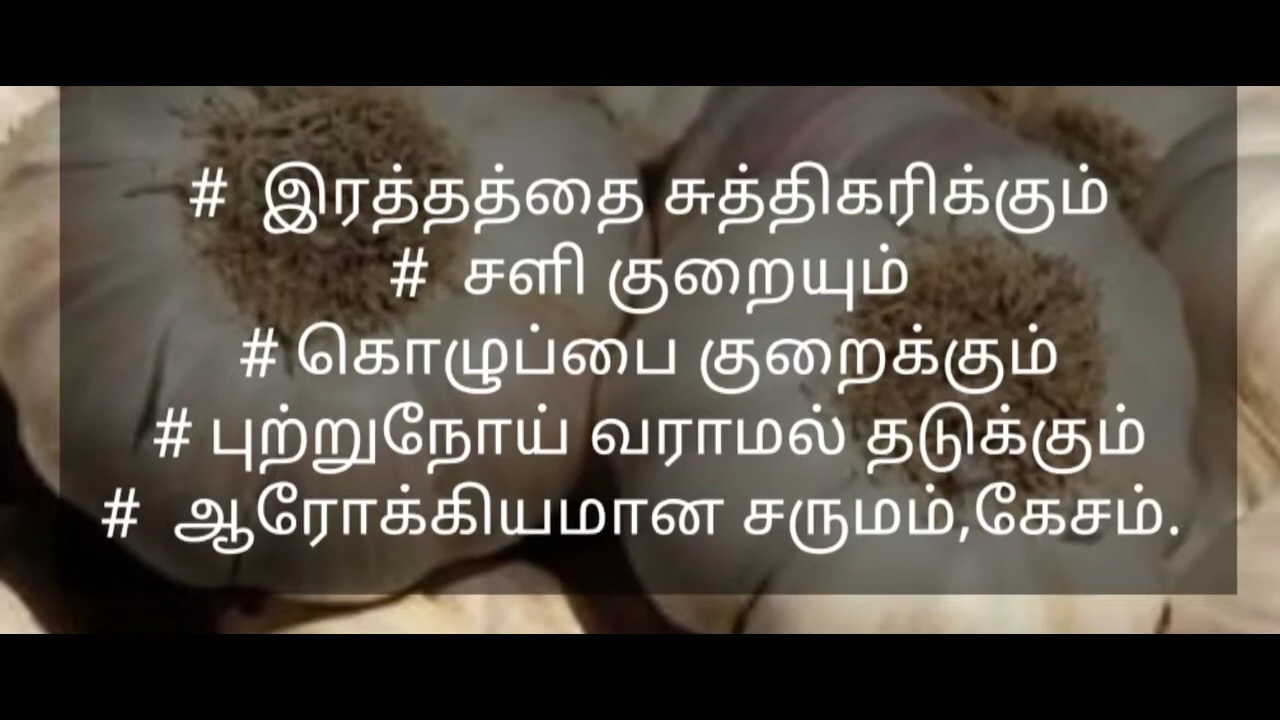 # இரத்தத்தை சுத்திகரிக்கும்
# சளி குறையும்
# கொழுப்பை குறைக்கும்
# புற்றுநோய் வராமல் தடுக்கும்
# ஆரோக்கியமான சருமம்,கேசம்.